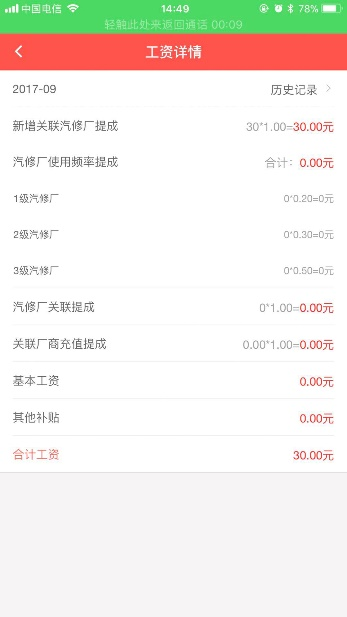 中国电信 14:49 78%
轻触此处来返回通话 00:09
工资详情
2017-09 历史记录
新增关联汽修厂提成 30*1.00=30.00元
汽修厂使用频率提成 合计：0.00元
1级汽修厂 0*0.20=0元
2级汽修厂 0*0.30=0元
3级汽修厂 0*0.50=0元
汽修厂关联提成 0*1.00=0.00元
关联厂商充值提成 0.00*1.00=0.00元
基本工资 0.00元
其他补贴 0.00元
合计工资 30.00元